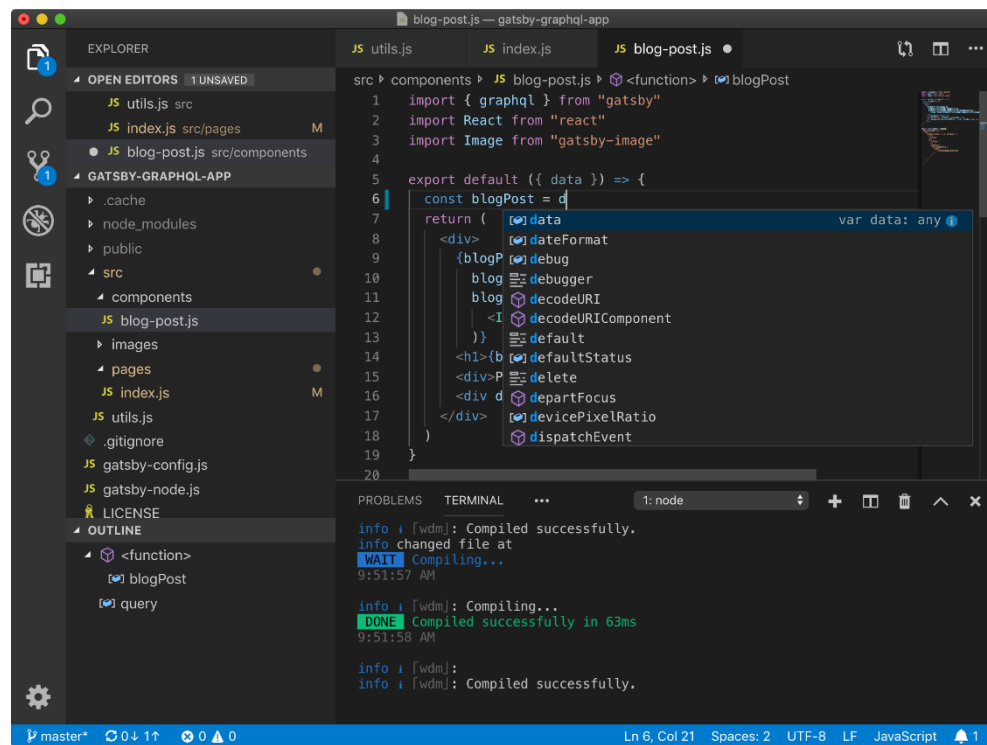 blog-post.js — gatsby-graphql-app
EXPLORER
OPEN EDITORS 1 UNSAVED
JS utils.js src
JS index.js src/pages M
JS blog-post.js src/components
GATSBY-GRAPHQL-APP
.cache
node_modules
public
src
components
JS blog-post.js
images
pages
JS index.js M
JS utils.js
.gitignore
JS gatsby-config.js
JS gatsby-node.js
LICENSE
OUTLINE
<function>
blogPost
query
1
1
JS utils.js JS index.js JS blog-post.js
src components JS blog-post.js <function> blogPost
1 import { graphql } from "gatsby"
2 import React from "react"
3 import Image from "gatsby-image"
4
5 export default ({ data }) => {
6 const blogPost = d
7 return (
8 <div>
9 {blogP
10 blog
11 blog
12 <I
13 )}
14 <h1>{b
15 <div>P
16 <div d
17 </div>
18 )
19 }
20
data var data: any
dateFormat
debug
debugger
decodeURI
decodeURIComponent
default
defaultStatus
delete
departFocus
devicePixelRatio
dispatchEvent
PROBLEMS TERMINAL ••• 1: node
info i ｢wdm｣: Compiled successfully.
info changed file at
WAIT Compiling...
9:51:57 AM
info i ｢wdm｣: Compiling...
DONE Compiled successfully in 63ms
9:51:58 AM
info i ｢wdm｣:
info i ｢wdm｣: Compiled successfully.
master* 0↓ 1↑ 0 0 Ln 6, Col 21 Spaces: 2 UTF-8 LF JavaScript 1